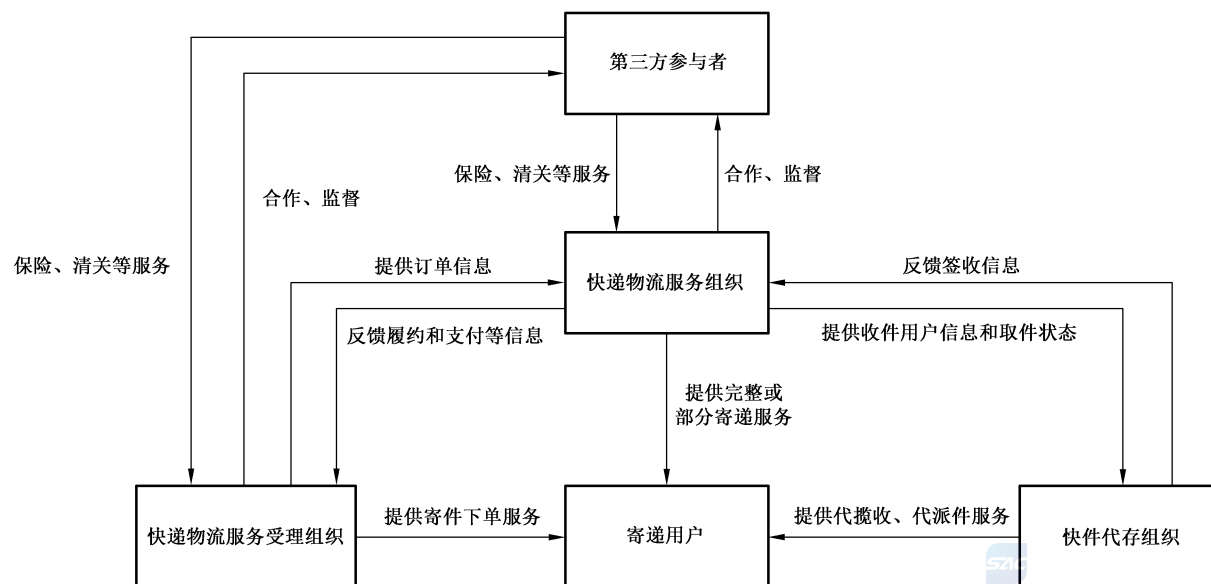 第三方参与者
保险、清关等服务
合作、监督
合作、监督
保险、清关等服务
提供订单信息
快递物流服务组织
反馈签收信息
反馈履约和支付等信息
提供收件用户信息和取件状态
提供完整或
部分寄递服务
快递物流服务受理组织
提供寄件下单服务
寄递用户
提供代揽收、代派件服务
快件代存组织
SAC